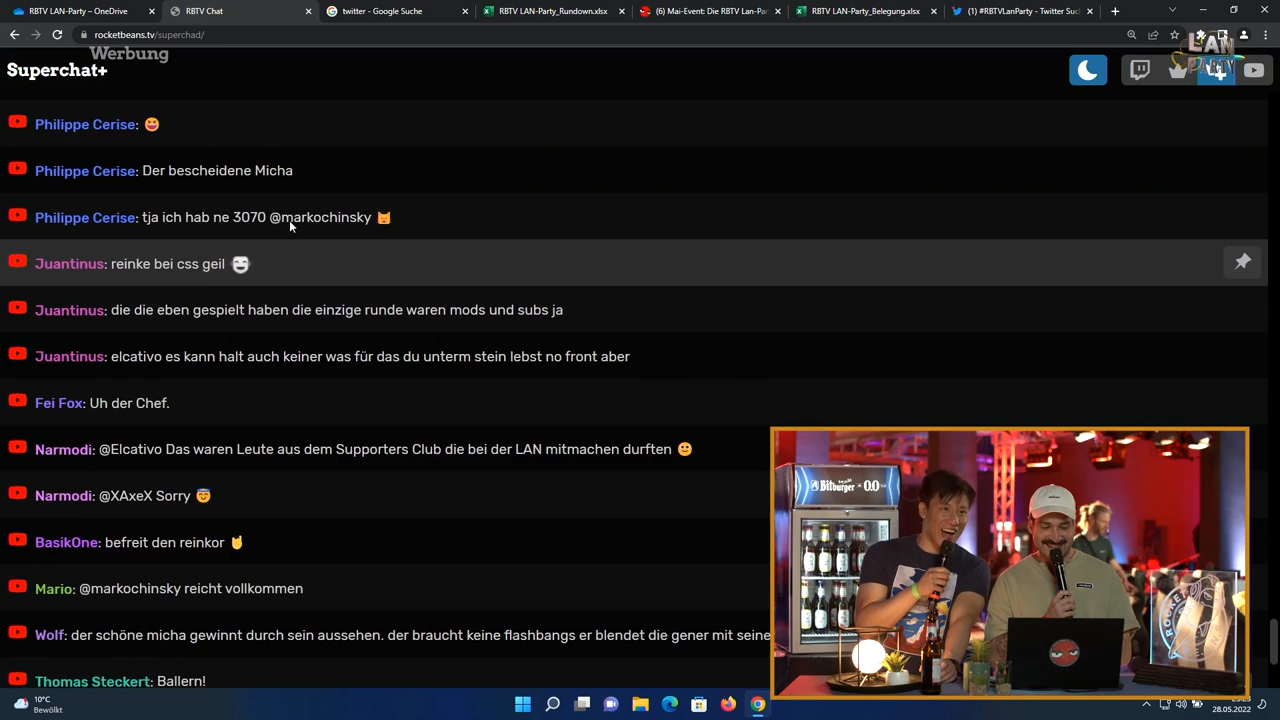 RBTV LAN-Party – OneDrive
RBTV Chat
twitter - Google Suche
RBTV LAN-Party_Rundown.xlsx
(6) Mai-Event: Die RBTV Lan-Par
RBTV LAN-Party_Belegung.xlsx
(1) #RBTVLanParty - Twitter Suc
rocketbeans.tv/superchad/
Werbung
LAN
PARTY
Superchat+
Philippe Cerise: 😆
Philippe Cerise: Der bescheidene Micha
Philippe Cerise: tja ich hab ne 3070 @markochinsky
Juantinus: reinke bei css geil
Juantinus: die die eben gespielt haben die einzige runde waren mods und subs ja
Juantinus: elcativo es kann halt auch keiner was für das du unterm stein lebst no front aber
Fei Fox: Uh der Chef.
Narmodi: @Elcativo Das waren Leute aus dem Supporters Club die bei der LAN mitmachen durften 🙂
Narmodi: @XAxeX Sorry 😇
BasikOne: befreit den reinkor 🤘
Mario: @markochinsky reicht vollkommen
Wolf: der schöne micha gewinnt durch sein aussehen. der braucht keine flashbangs er blendet die gener mit seine
Thomas Steckert: Ballern!
Bitburger 0,0%
ROCKET
10°C
Bewölkt
28.05.2022